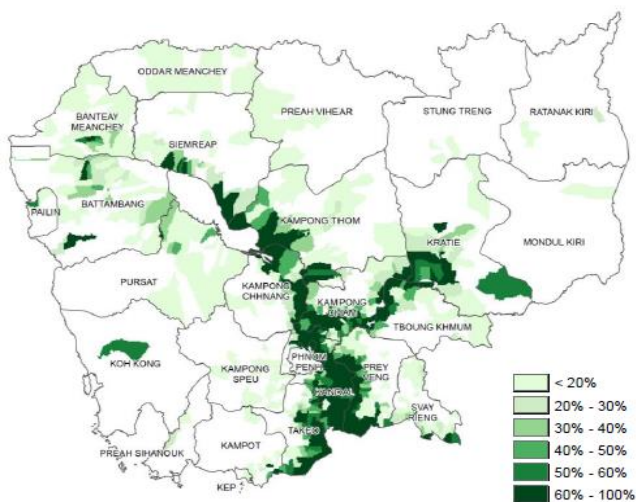 ODDAR MEANCHEY
BANTEAY
MEANCHEY
PREAH VIHEAR
STUNG TRENG
RATANAK KIRI
SIEMREAP
PAILIN
BATTAMBANG
KAMPONG THOM
KRATIE
MONDUL KIRI
PURSAT
KAMPONG
CHHNANG
KAMPONG
CHAM
TBOUNG KHMUM
KOH KONG
KAMPONG
SPEU
PHNOM
PENH
PREY
VENG
KANDAL
SVAY
RIENG
TAKEO
PREAH SIHANOUK
KAMPOT
KEP
< 20%
20% - 30%
30% - 40%
40% - 50%
50% - 60%
60% - 100%